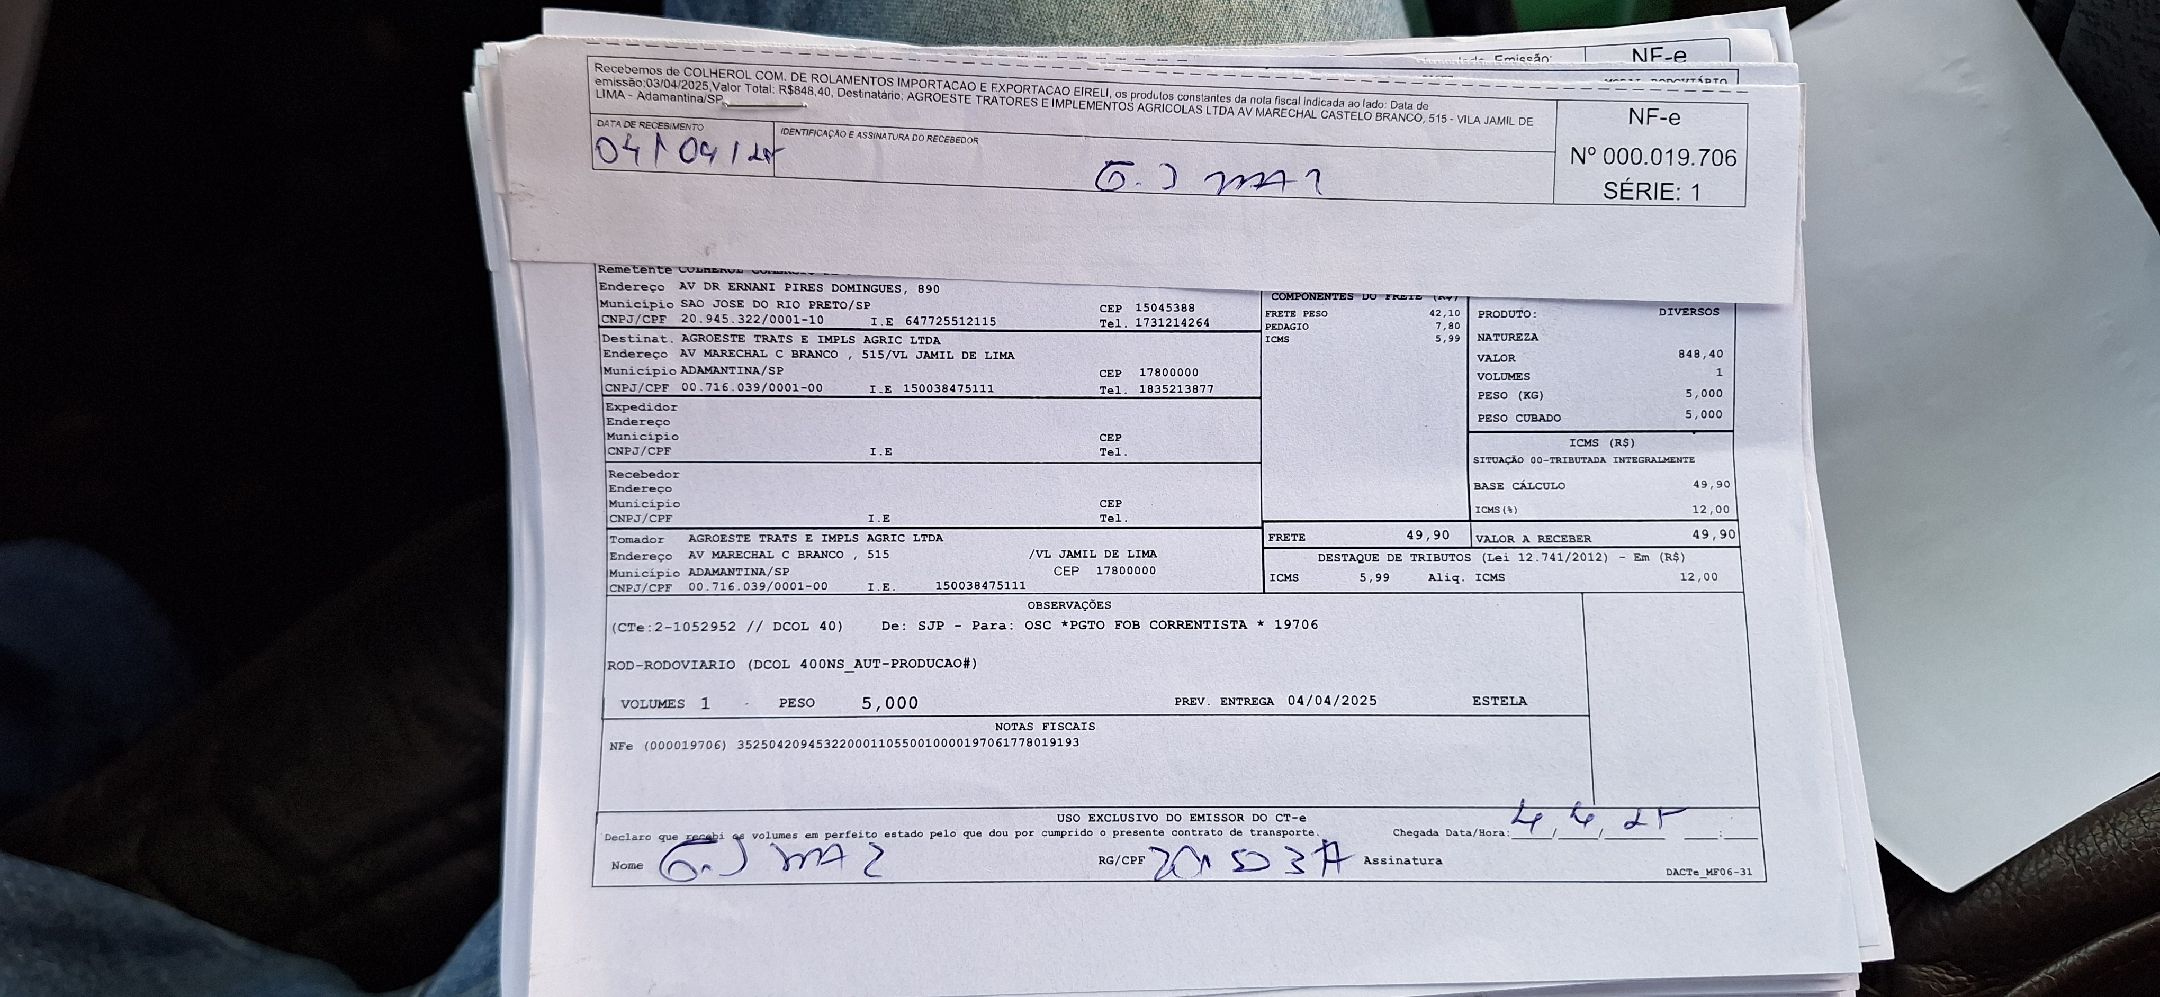 Emissão:
NF-e
Recebemos de COLHEROL COM. DE ROLAMENTOS IMPORTACAO E EXPORTACAO EIRELI, os produtos constantes da nota fiscal indicada ao lado: Data de
emissão:03/04/2025,Valor Total: R$848,40, Destinatário: AGROESTE TRATORES E IMPLEMENTOS AGRICOLAS LTDA AV MARECHAL CASTELO BRANCO, 515 - VILA JAMIL DE
LIMA - Adamantina/SP
DATA DE RECEBIMENTO
IDENTIFICAÇÃO E ASSINATURA DO RECEBEDOR
04/04/25
NF-e
Nº 000.019.706
SÉRIE: 1
Remetente COLHEROL
Endereço AV DR ERNANI PIRES DOMINGUES, 890
Município SAO JOSE DO RIO PRETO/SP CEP 15045388
CNPJ/CPF 20.945.322/0001-10 I.E 647725512115 Tel. 1731214264
Destinat. AGROESTE TRATS E IMPLS AGRIC LTDA
Endereço AV MARECHAL C BRANCO , 515/VL JAMIL DE LIMA
Município ADAMANTINA/SP CEP 17800000
CNPJ/CPF 00.716.039/0001-00 I.E 150038475111 Tel. 1835213877
Expedidor
Endereço
Município CEP
CNPJ/CPF I.E Tel.
Recebedor
Endereço
Município CEP
CNPJ/CPF I.E Tel.
Tomador AGROESTE TRATS E IMPLS AGRIC LTDA
Endereço AV MARECHAL C BRANCO , 515 /VL JAMIL DE LIMA
Município ADAMANTINA/SP CEP 17800000
CNPJ/CPF 00.716.039/0001-00 I.E. 150038475111
COMPONENTES DO FRETE (R$)
FRETE PESO 42,10
PEDAGIO 7,80
ICMS 5,99
PRODUTO: DIVERSOS
NATUREZA
VALOR 848,40
VOLUMES 1
PESO (KG) 5,000
PESO CUBADO 5,000
ICMS (R$)
SITUAÇÃO 00-TRIBUTADA INTEGRALMENTE
BASE CÁLCULO 49,90
ICMS(%) 12,00
FRETE 49,90 VALOR A RECEBER 49,90
DESTAQUE DE TRIBUTOS (Lei 12.741/2012) - Em (R$)
ICMS 5,99 Aliq. ICMS 12,00
OBSERVAÇÕES
(CTe:2-1052952 // DCOL 40) De: SJP - Para: OSC *PGTO FOB CORRENTISTA * 19706
ROD-RODOVIARIO (DCOL 400NS_AUT-PRODUCAO#)
VOLUMES 1 - PESO 5,000 PREV. ENTREGA 04/04/2025 ESTELA
NOTAS FISCAIS
NFe (000019706) 35250420945322000110550010000197061778019193
USO EXCLUSIVO DO EMISSOR DO CT-e
Declaro que recebi os volumes em perfeito estado pelo que dou por cumprido o presente contrato de transporte. Chegada Data/Hora: 4/4/25 :
Nome RG/CPF Assinatura
DACTe_MF06-31